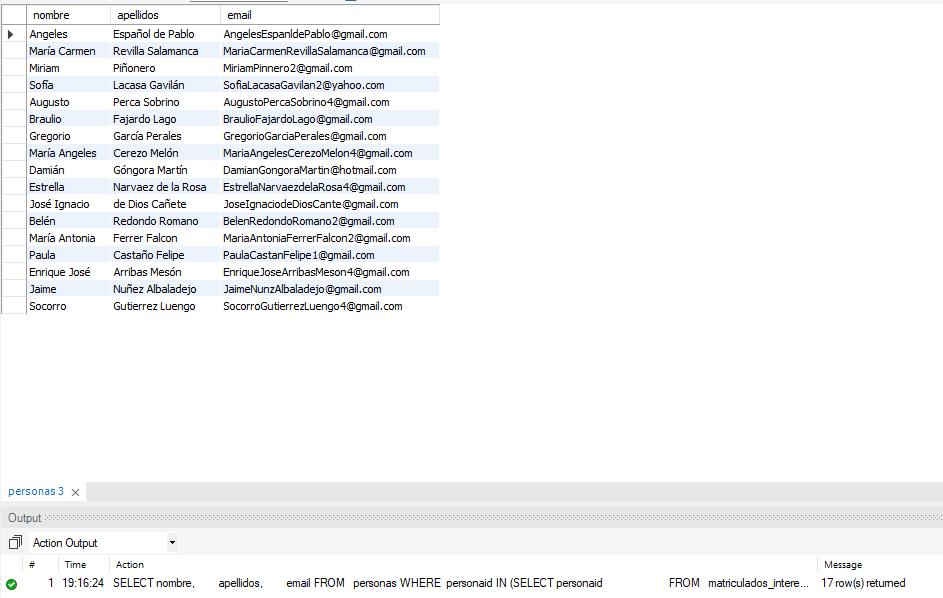 nombre apellidos email
Angeles Español de Pablo AngelesEspanldePablo@gmail.com
María Carmen Revilla Salamanca MariaCarmenRevillaSalamanca@gmail.com
Miriam Piñonero MiriamPinnero2@gmail.com
Sofía Lacasa Gavilán SofiaLacasaGavilan2@yahoo.com
Augusto Perca Sobrino AugustoPercaSobrino4@gmail.com
Braulio Fajardo Lago BraulioFajardoLago@gmail.com
Gregorio García Perales GregorioGarciaPerales@gmail.com
María Angeles Cerezo Melón MariaAngelesCerezoMelon4@gmail.com
Damián Góngora Martín DamianGongoraMartin@hotmail.com
Estrella Narvaez de la Rosa EstrellaNarvaezdelaRosa4@gmail.com
José Ignacio de Dios Cañete JoseIgnaciodeDiosCante@gmail.com
Belén Redondo Romano BelenRedondoRomano2@gmail.com
María Antonia Ferrer Falcon MariaAntoniaFerrerFalcon2@gmail.com
Paula Castaño Felipe PaulaCastanFelipe1@gmail.com
Enrique José Arribas Mesón EnriqueJoseArribasMeson4@gmail.com
Jaime Nuñez Albaladejo JaimeNunzAlbaladejo@gmail.com
Socorro Gutierrez Luengo SocorroGutierrezLuengo4@gmail.com
personas 3
Output
Action Output
# Time Action Message
1 19:16:24 SELECT nombre, apellidos, email FROM personas WHERE personaid IN (SELECT personaid FROM matriculados_intere... 17 row(s) returned